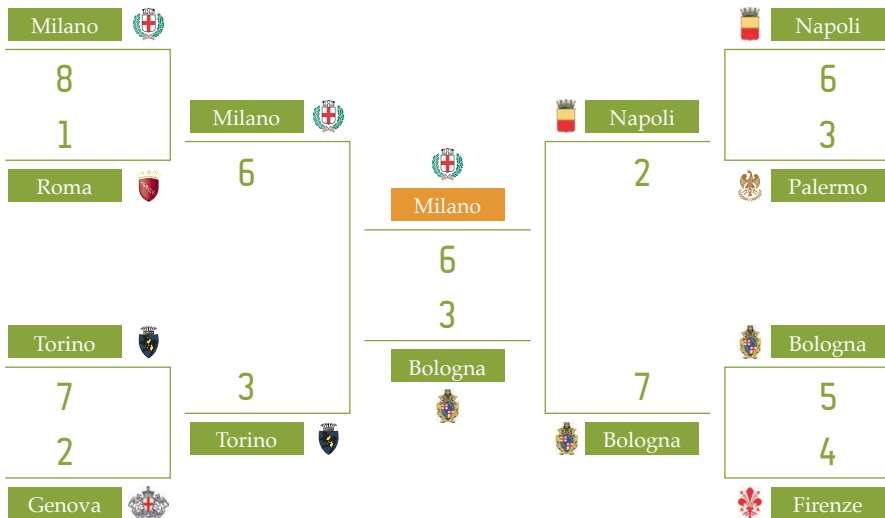 Milano
8
1
Roma
Torino
7
2
Genova
Milano
6
3
Torino
Milano
6
3
Bologna
Napoli
2
7
Bologna
Napoli
6
3
Palermo
Bologna
5
4
Firenze